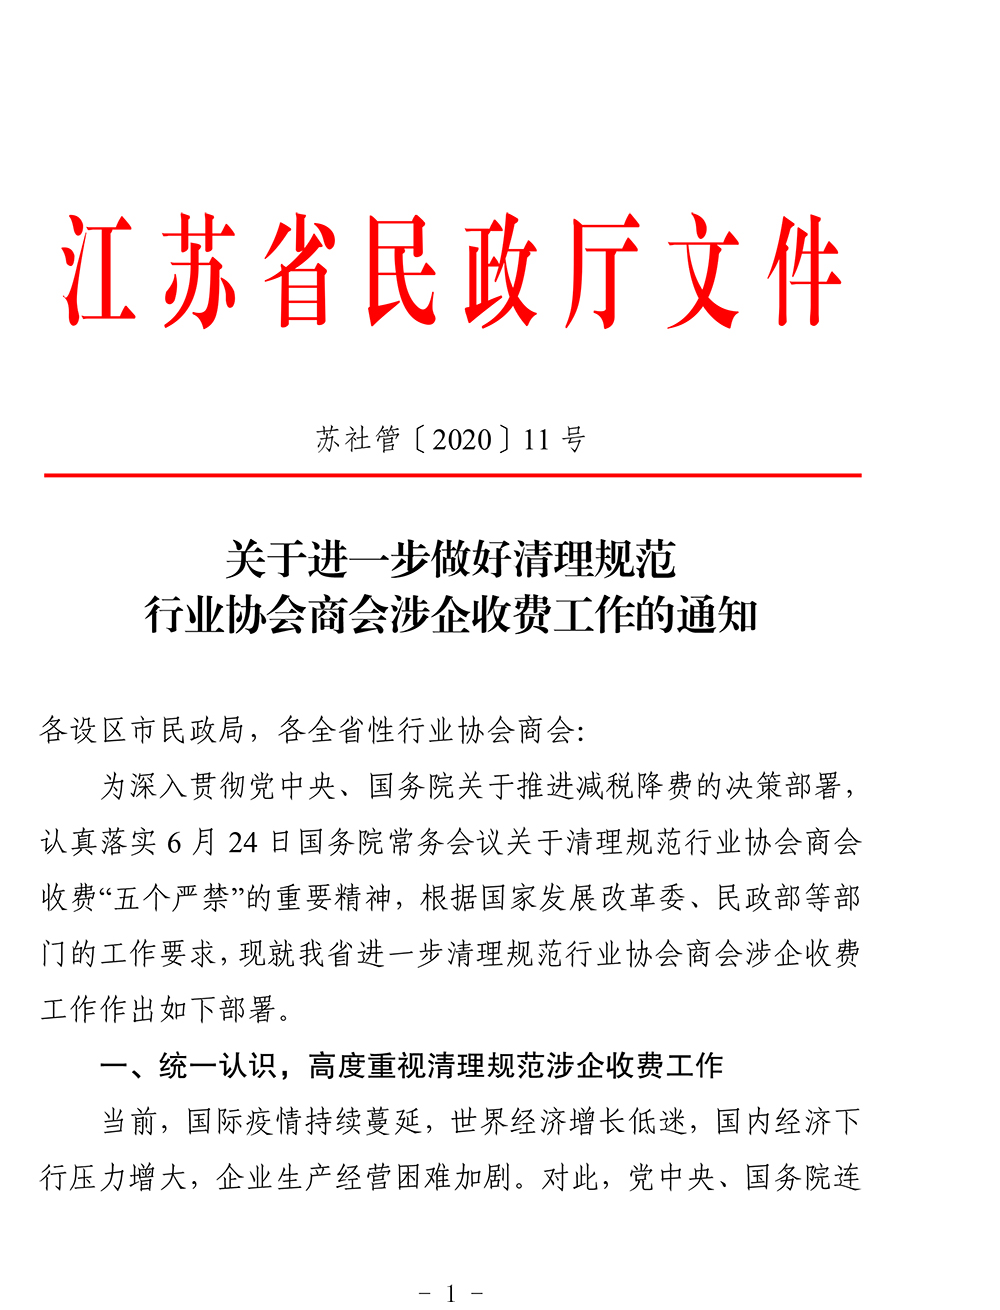 江苏省民政厅文件
苏社管〔2020〕11 号
关于进一步做好清理规范
行业协会商会涉企收费工作的通知
各设区市民政局，各全省性行业协会商会：
为深入贯彻党中央、国务院关于推进减税降费的决策部署，
认真落实 6 月 24 日国务院常务会议关于清理规范行业协会商会
收费“五个严禁”的重要精神，根据国家发展改革委、民政部等部
门的工作要求，现就我省进一步清理规范行业协会商会涉企收费
工作作出如下部署。
一、统一认识，高度重视清理规范涉企收费工作
当前，国际疫情持续蔓延，世界经济增长低迷，国内经济下
行压力增大，企业生产经营困难加剧。对此，党中央、国务院连
- 1 -